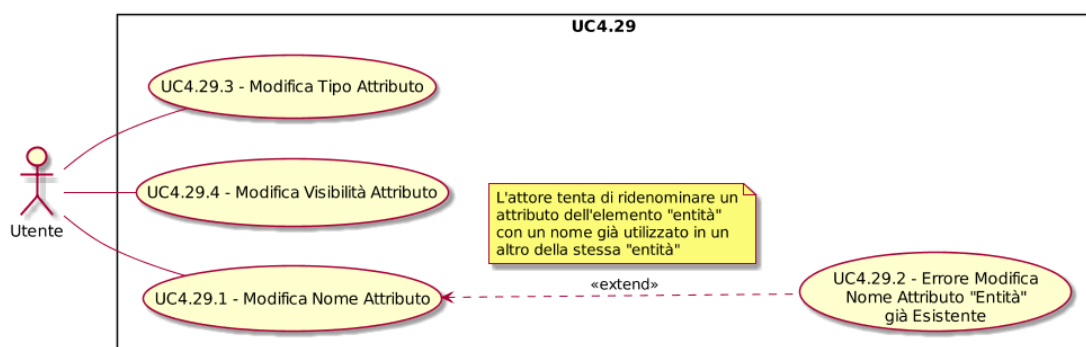 UC4.29
UC4.29.3 - Modifica Tipo Attributo
UC4.29.4 - Modifica Visibilità Attributo
Utente
L'attore tenta di ridenominare un
attributo dell'elemento "entità"
con un nome già utilizzato in un
altro della stessa "entità"
UC4.29.1 - Modifica Nome Attributo
«extend»
UC4.29.2 - Errore Modifica
Nome Attributo "Entità"
già Esistente